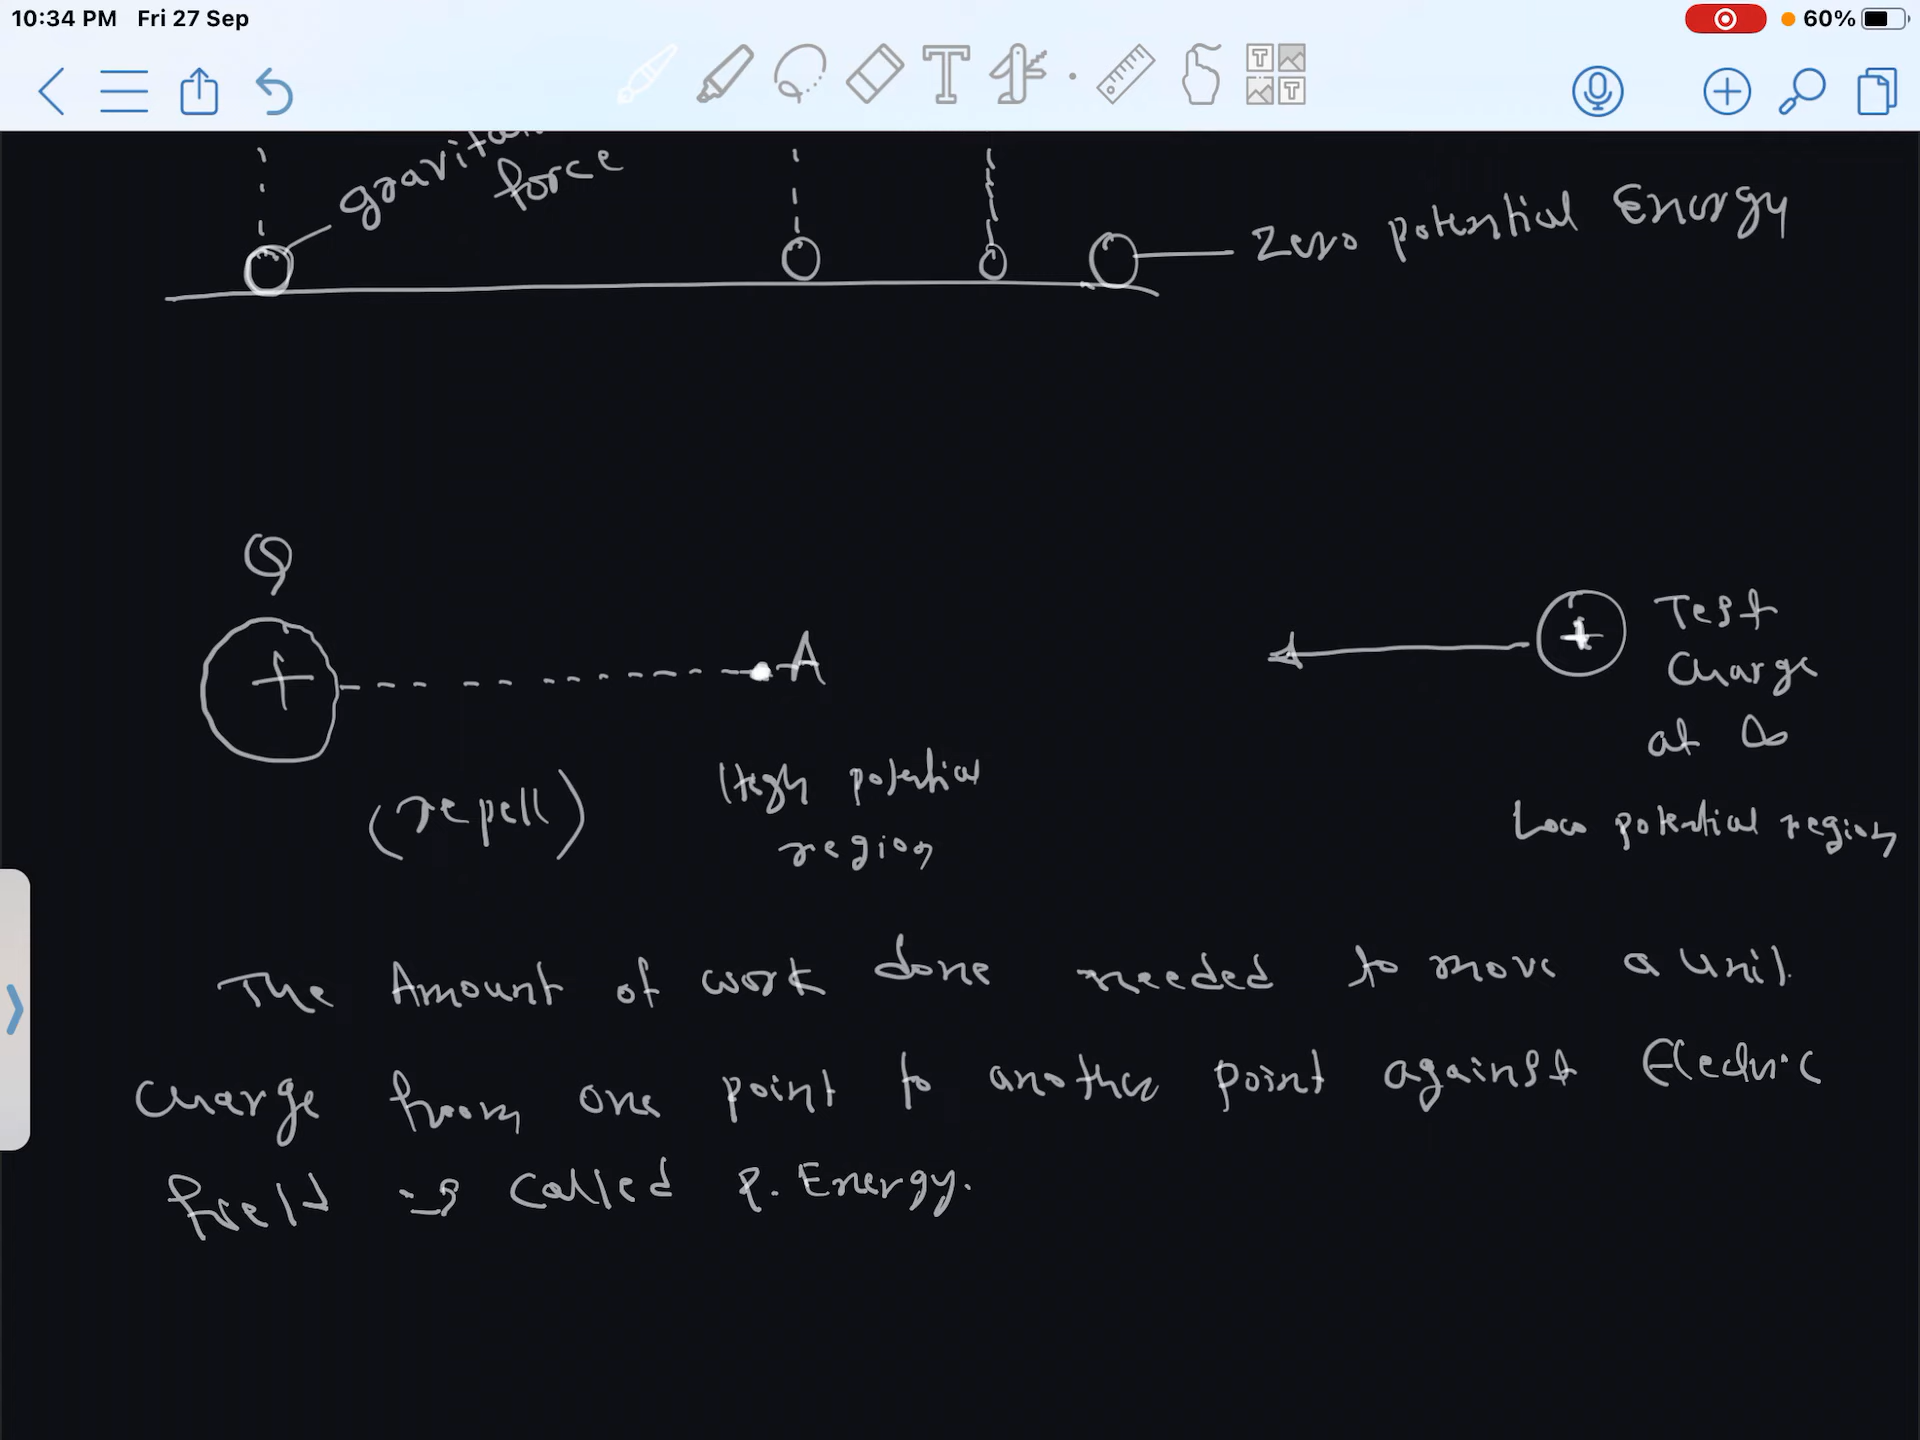 10:34 PM Fri 27 Sep
60%
force
Zero potential Energy
Q
+
A
+
Test
Charge
at ∞
(repell)
High potential
region
Low potential region
The Amount of work done needed to move a unit
charge from one point to another point against Electric
field is called P. Energy.